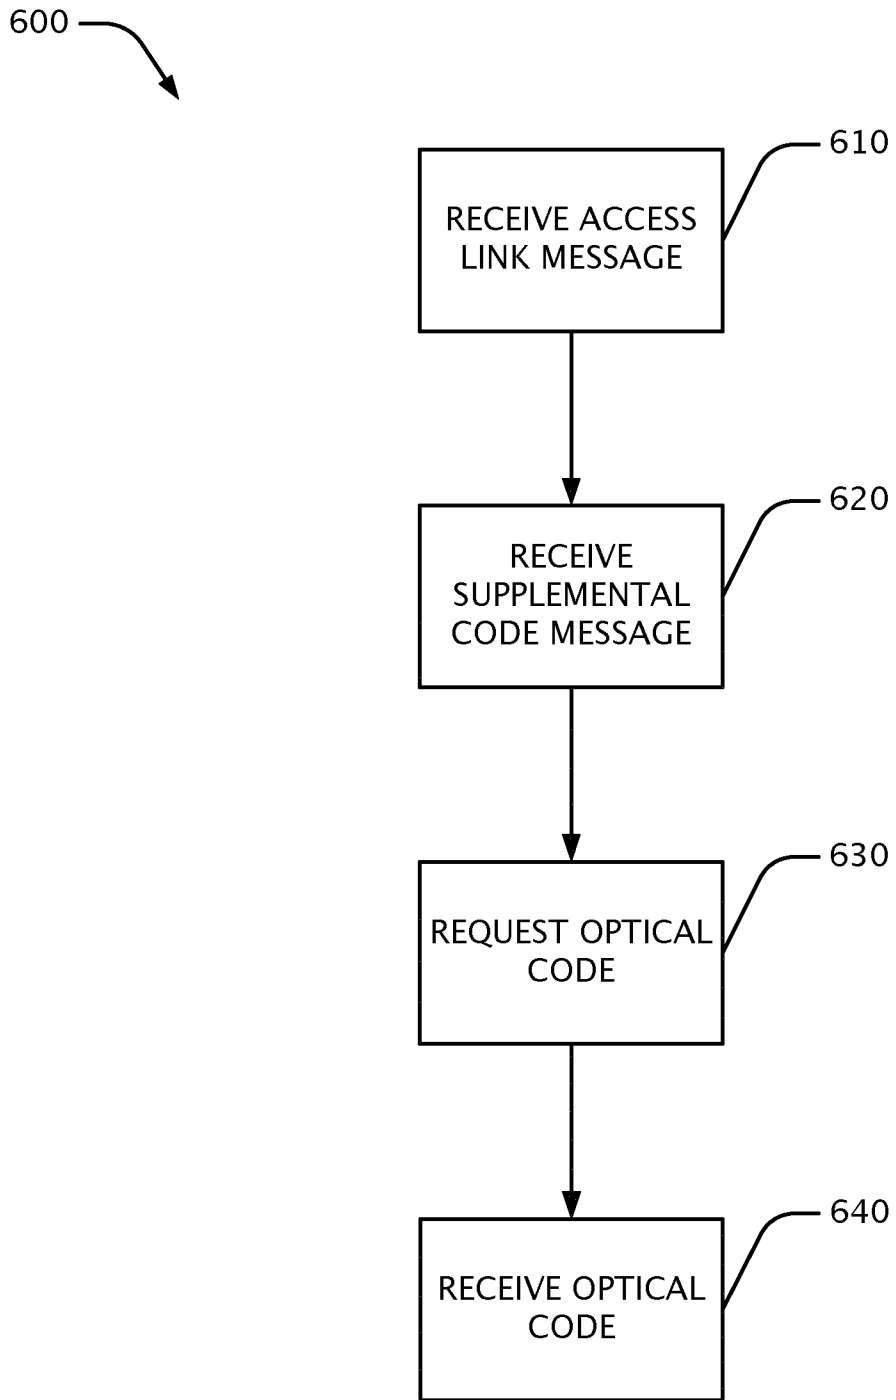 600
610
RECEIVE ACCESS
LINK MESSAGE
620
RECEIVE
SUPPLEMENTAL
CODE MESSAGE
630
REQUEST OPTICAL
CODE
640
RECEIVE OPTICAL
CODE